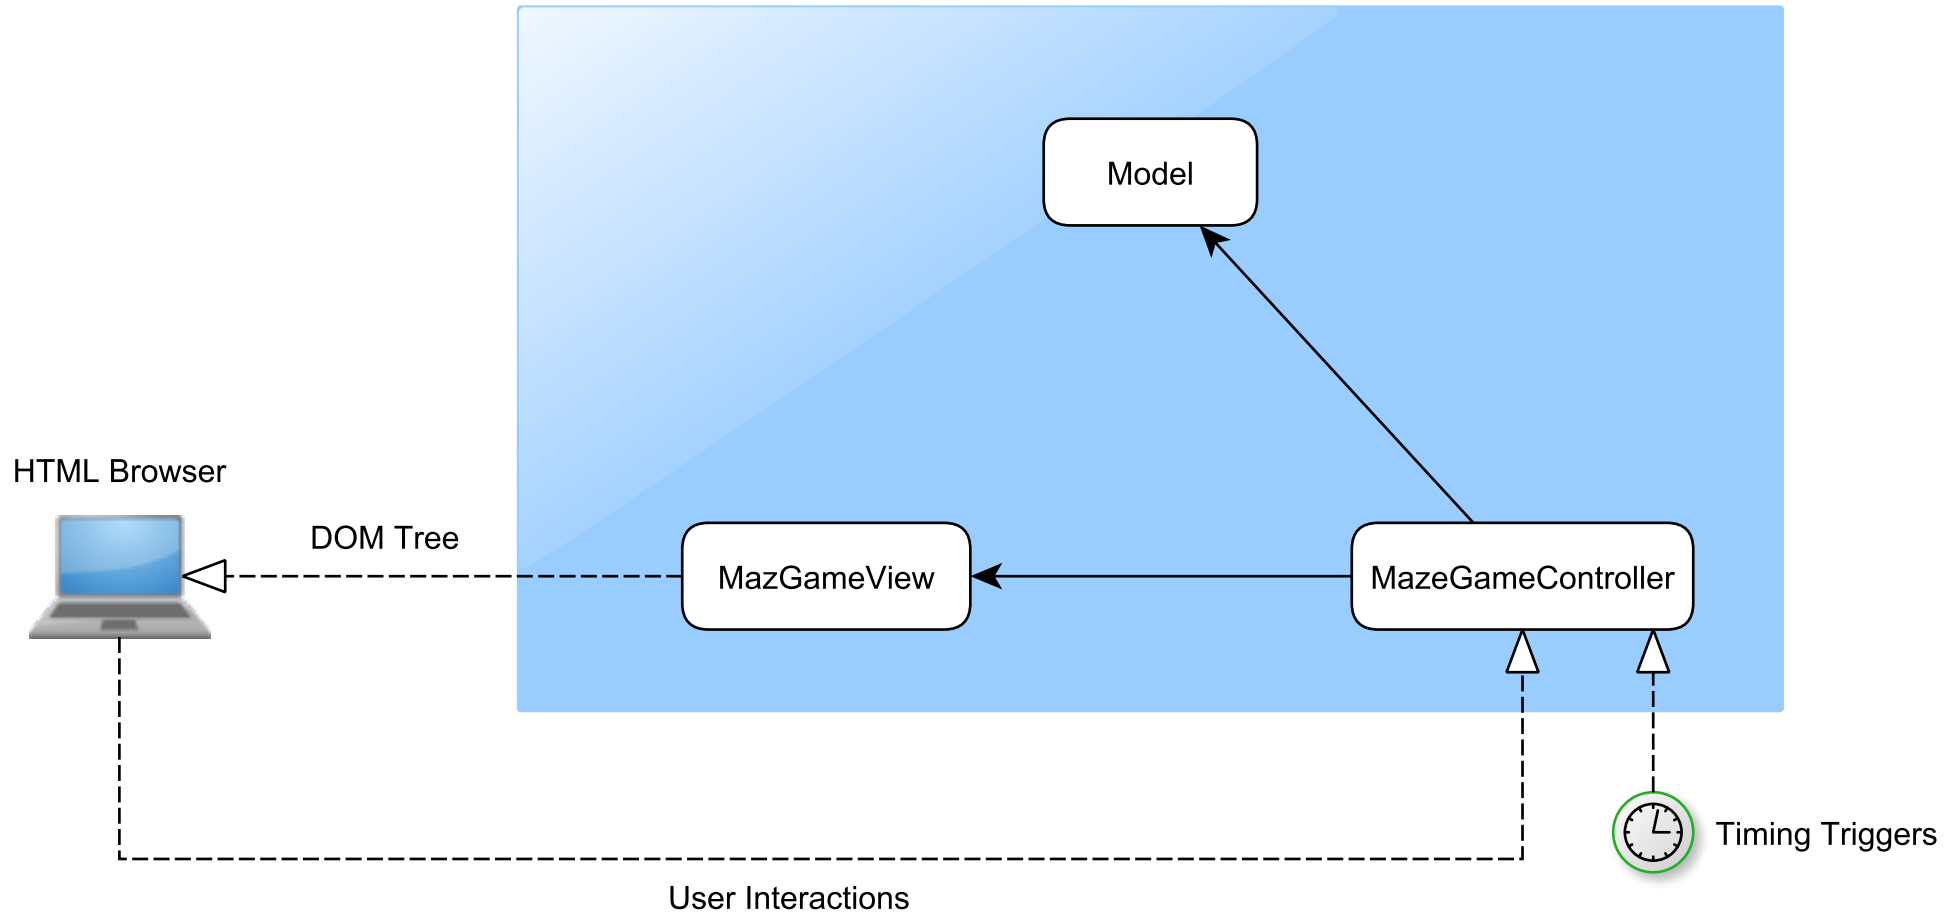 Model
HTML Browser
DOM Tree
MazGameView
MazeGameController
Timing Triggers
User Interactions